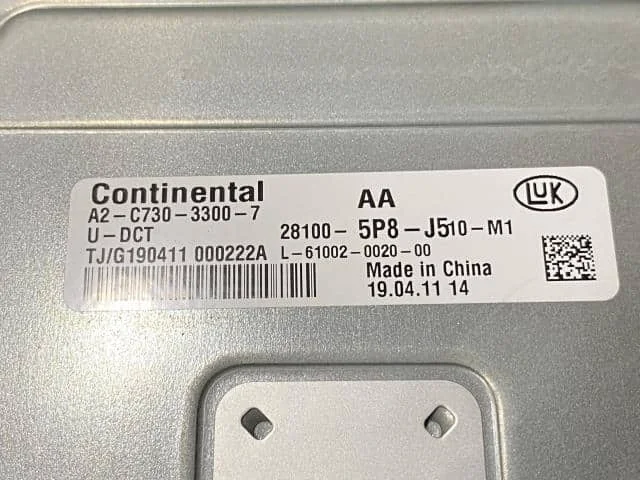 Continental AA LUK
A2-C730-3300-7
U-DCT 28100-5P8-J510-M1
TJ/G190411 000222A L-61002-0020-00
Made in China
19.04.11 14